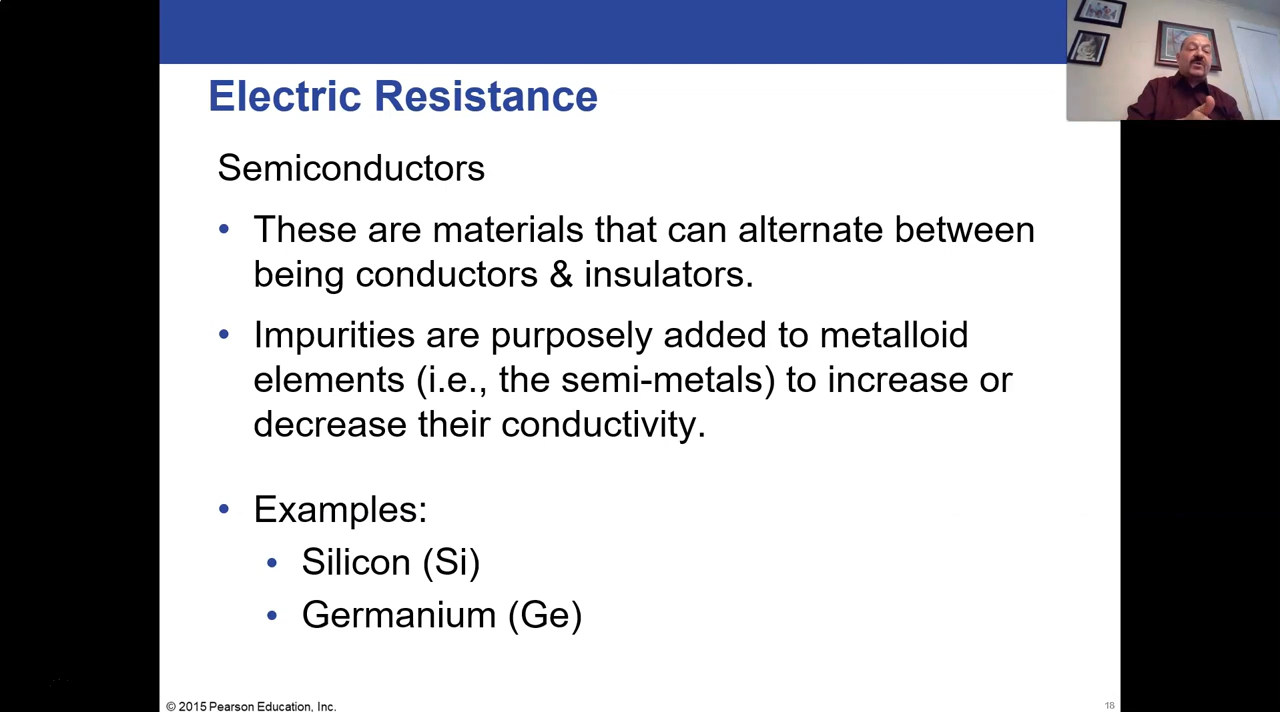 Electric Resistance
Semiconductors
• These are materials that can alternate between
being conductors & insulators.
• Impurities are purposely added to metalloid
elements (i.e., the semi-metals) to increase or
decrease their conductivity.
• Examples:
• Silicon (Si)
• Germanium (Ge)
© 2015 Pearson Education, Inc.
18